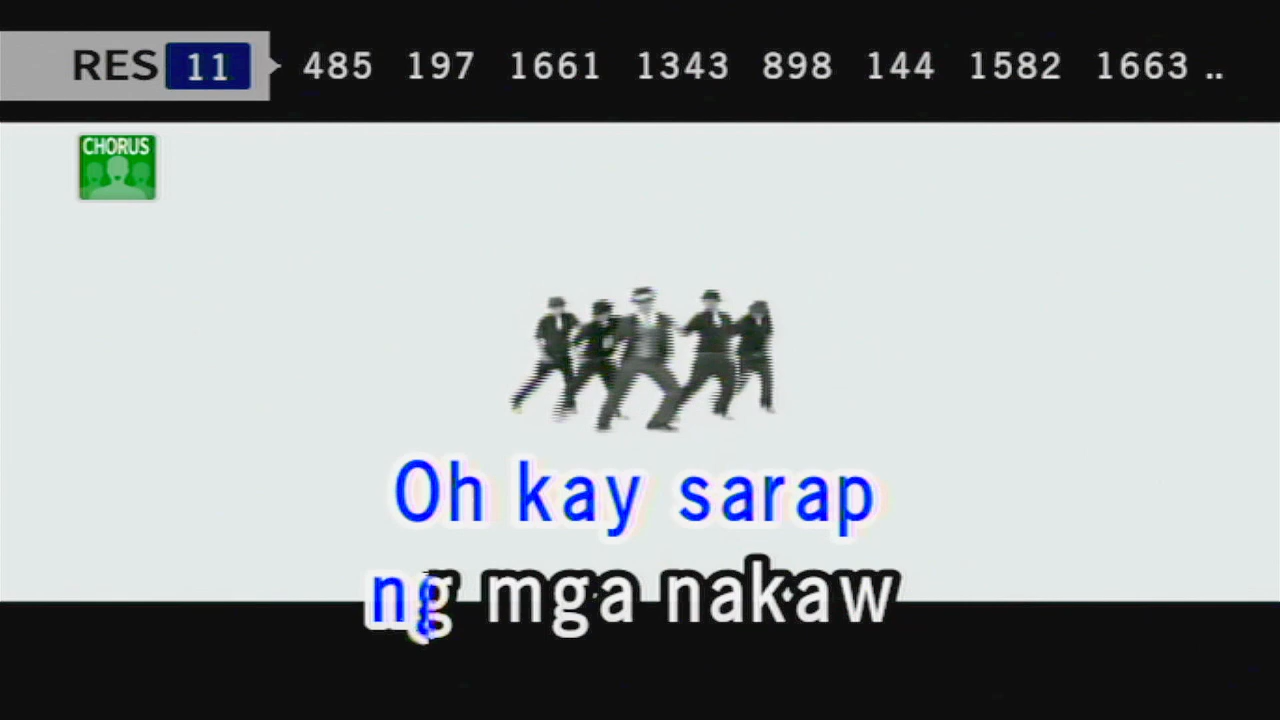 RES 11 485 197 1661 1343 898 144 1582 1663 ..
CHORUS
Oh kay sarap
ng mga nakaw